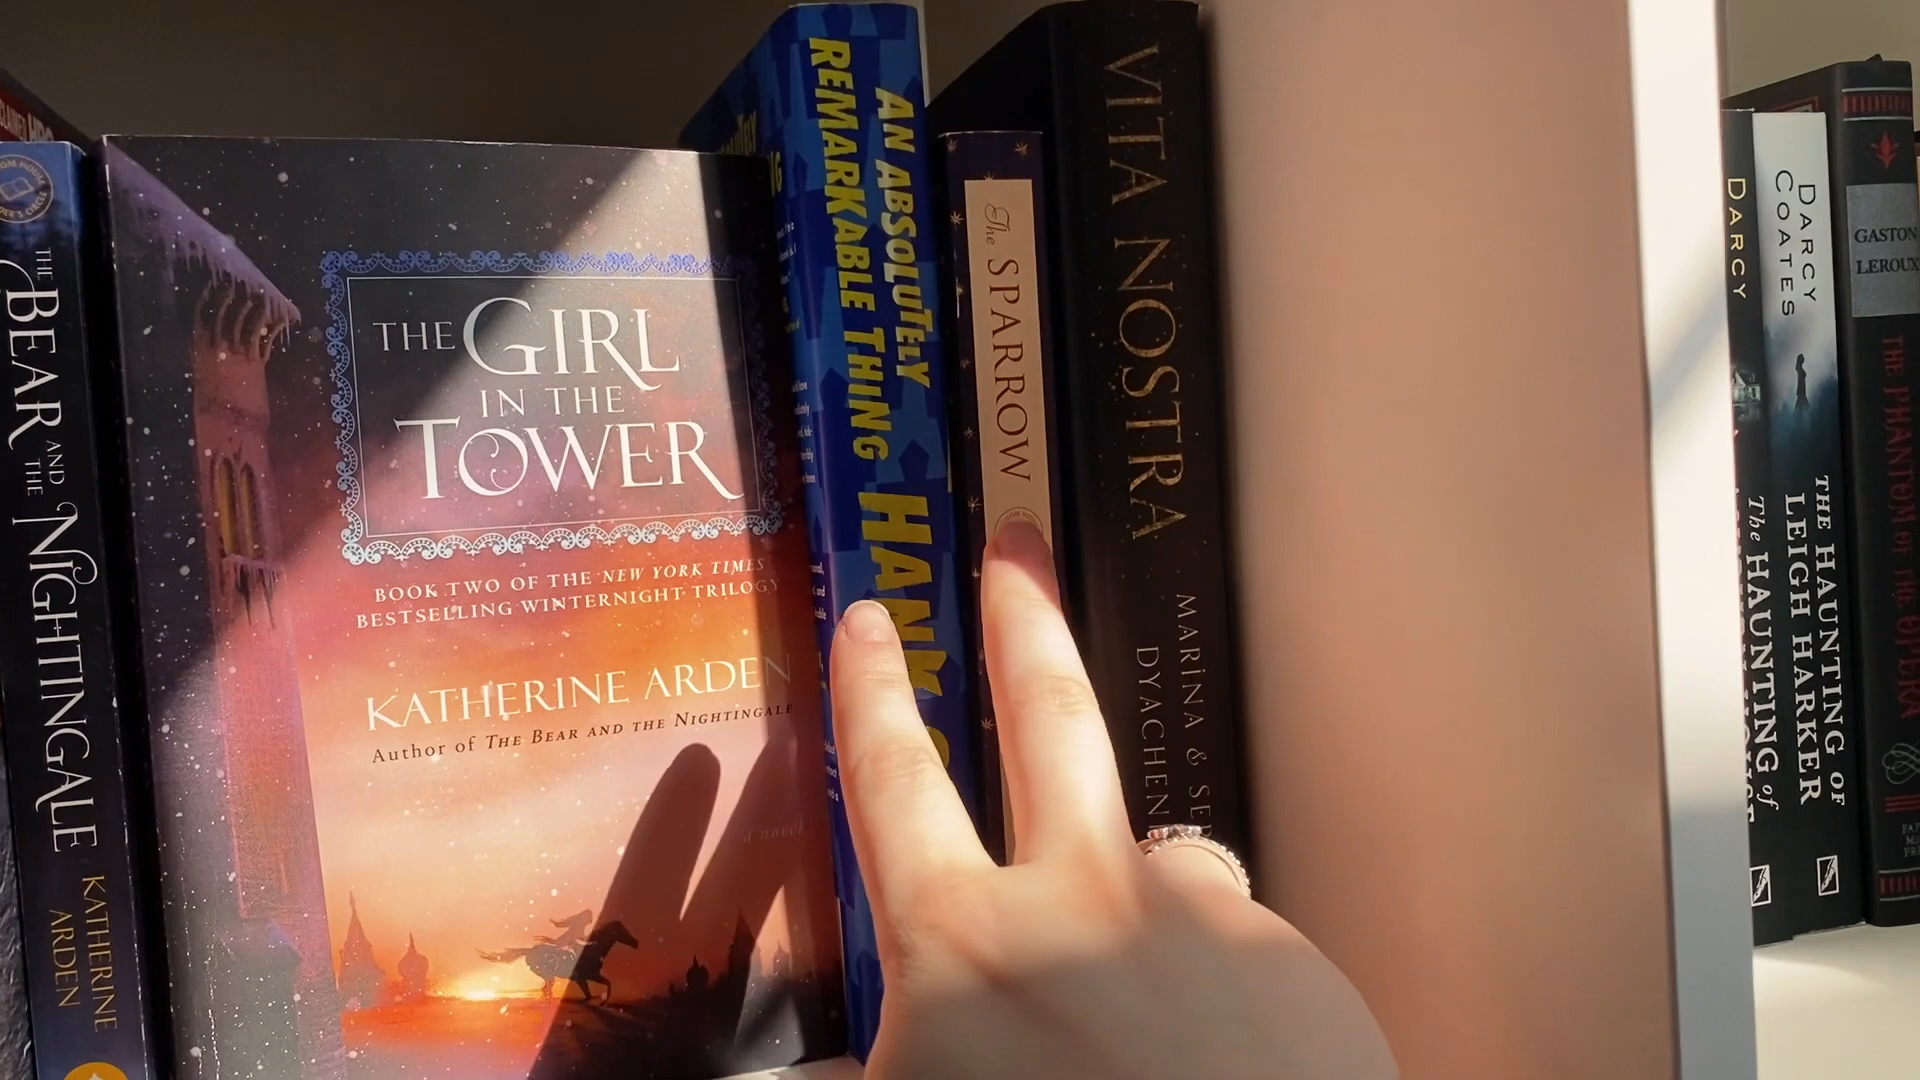 THE
BEAR AND
THE NIGHTINGALE
KATHERINE
ARDEN
THE GIRL
IN THE
TOWER
BOOK TWO OF THE NEW YORK TIMES
BESTSELLING WINTERNIGHT TRILOGY
KATHERINE ARDEN
Author of THE BEAR AND THE NIGHTINGALE
a novel
AN ABSOLUTELY
REMARKABLE THING
HANK
The SPARROW
VITA NOSTRA
MARINA &
DARCY
The HAUNTING of
DARCY
COATES
THE HAUNTING OF
LEIGH HARKER
GASTON
LEROUX
THE PHANTOM OF THE OPERA